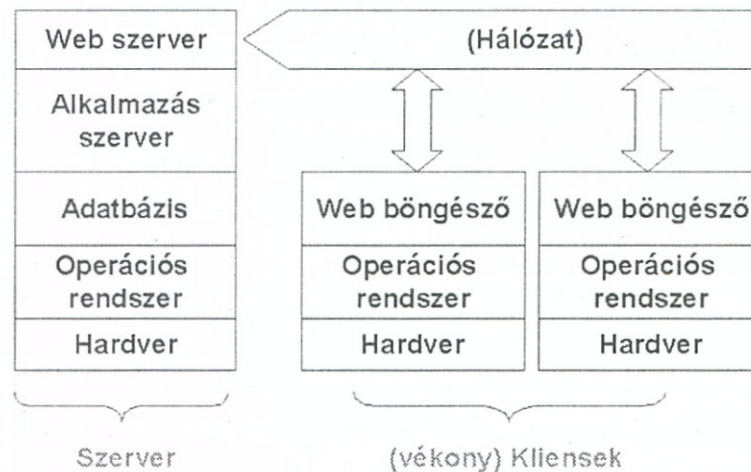 Web szerver
(Hálózat)
Alkalmazás
szerver
Adatbázis
Web böngésző
Web böngésző
Operációs
rendszer
Operációs
rendszer
Operációs
rendszer
Hardver
Hardver
Hardver
Szerver
(vékony) Kliensek